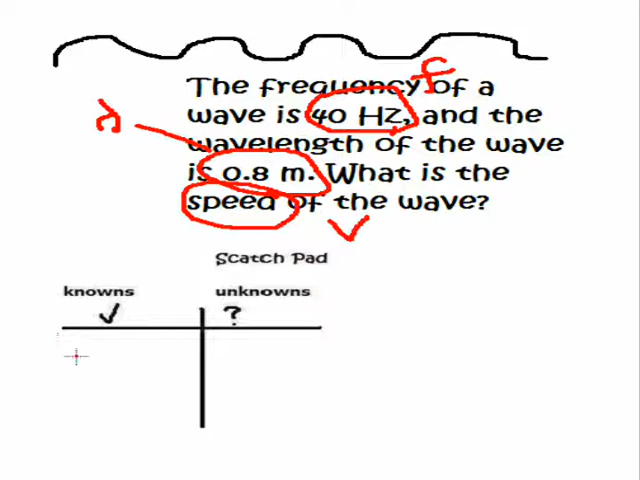 f
The frequency of a
wave is 40 Hz, and the
λ
wavelength of the wave
is 0.8 m. What is the
speed of the wave?
Scatch Pad
knowns unknowns
✓ ?